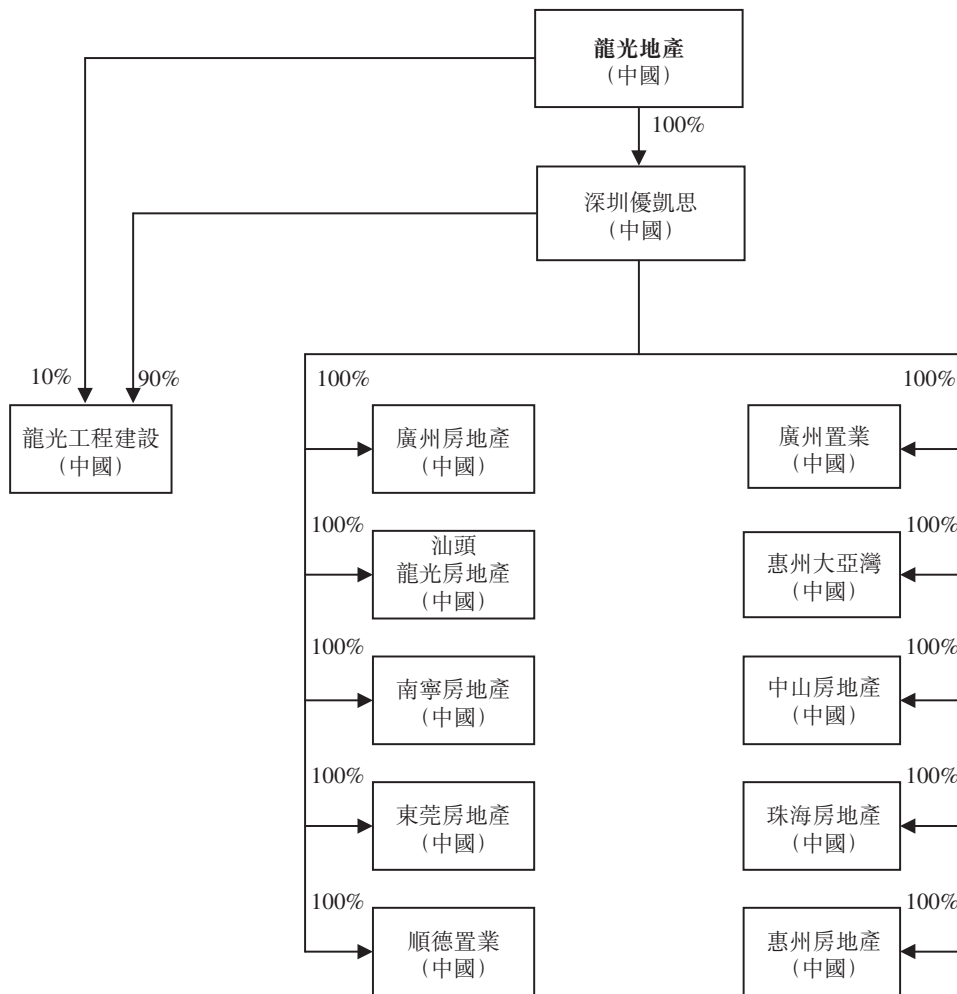 龍光地產
（中國）
100%
深圳優凱思
（中國）
10%
90%
100%
100%
龍光工程建設
（中國）
廣州房地產
（中國）
廣州置業
（中國）
100%
100%
汕頭
龍光房地產
（中國）
惠州大亞灣
（中國）
100%
100%
南寧房地產
（中國）
中山房地產
（中國）
100%
100%
東莞房地產
（中國）
珠海房地產
（中國）
100%
100%
順德置業
（中國）
惠州房地產
（中國）